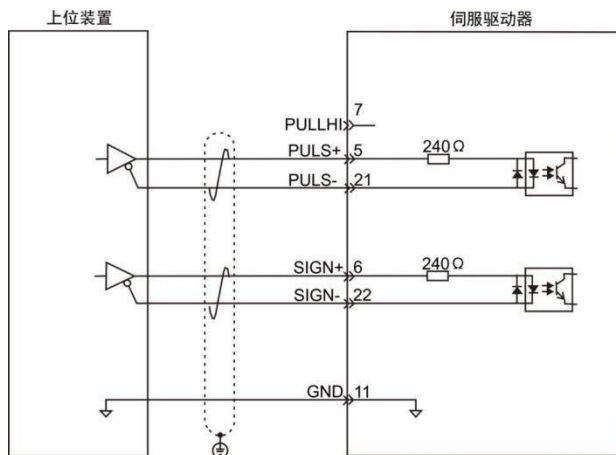 上位装置
伺服驱动器
7
PULLHI
PULS+ 5 240Ω
PULS- 21
SIGN+ 6 240Ω
SIGN- 22
GND 11